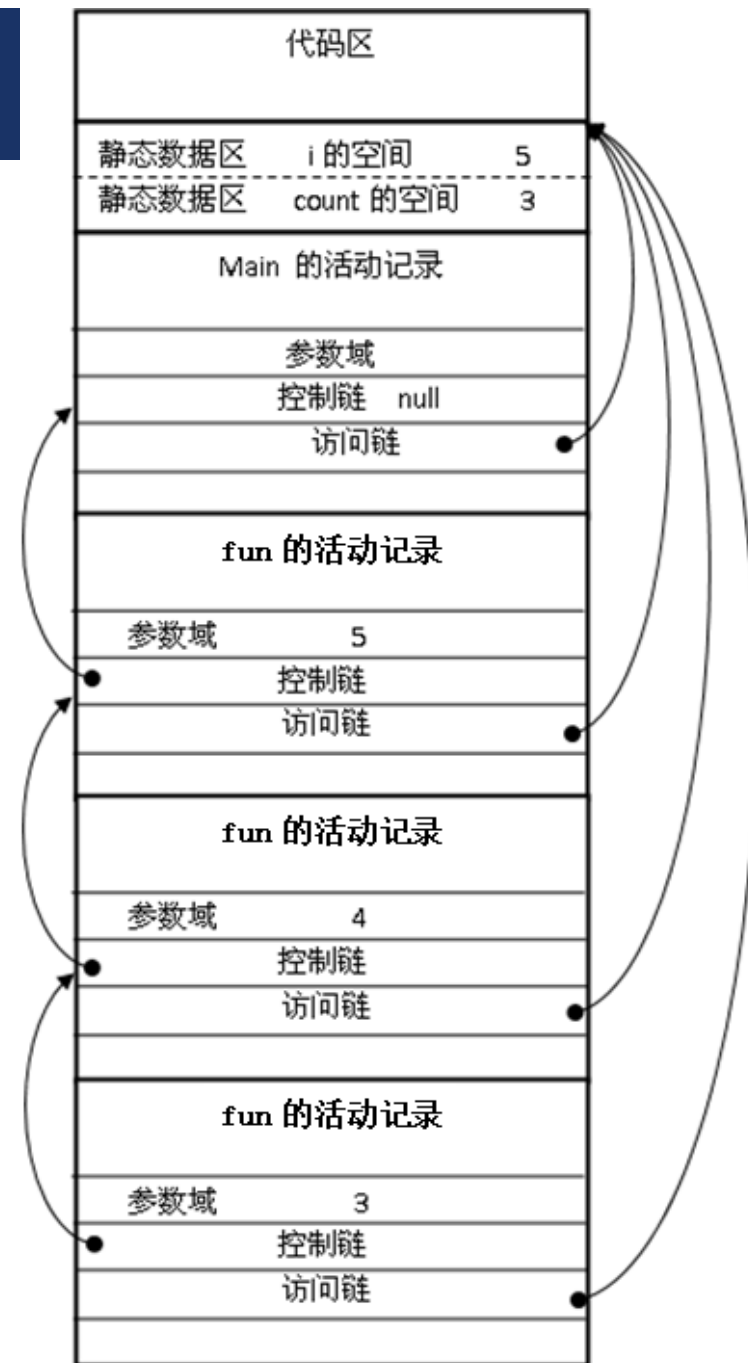 代码区
静态数据区 i 的空间 5
静态数据区 count 的空间 3
Main 的活动记录
参数域
控制链 null
访问链
fun 的活动记录
参数域 5
控制链
访问链
fun 的活动记录
参数域 4
控制链
访问链
fun 的活动记录
参数域 3
控制链
访问链